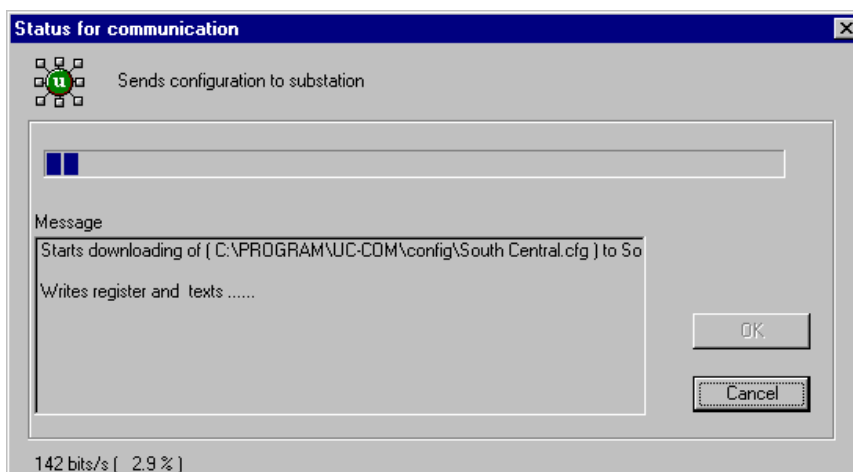 Status for communication
u
Sends configuration to substation
Message
Starts downloading of ( C:\PROGRAM\UC-COM\config\South Central.cfg ) to So
Writes register and  texts ......
OK
Cancel
142 bits/s (  2.9 % )